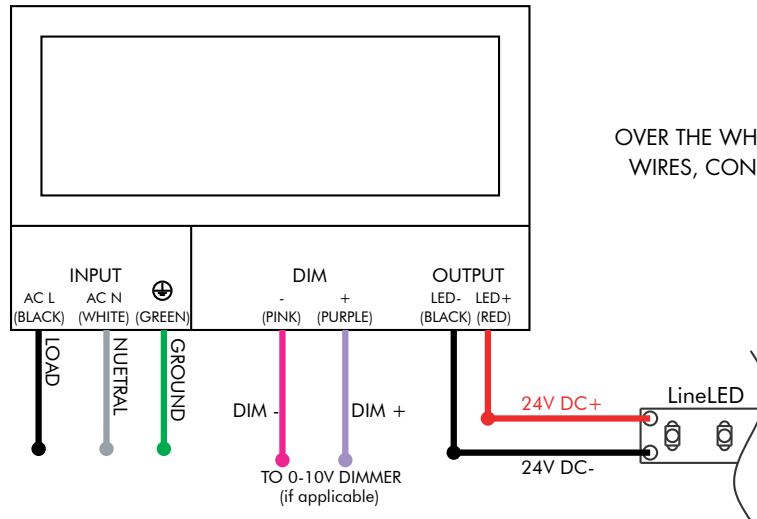 OVER THE WH
WIRES, CON
INPUT
DIM
OUTPUT
AC L
AC N
-
+
LED-
LED+
(BLACK)
(WHITE)
(GREEN)
(PINK)
(PURPLE)
(BLACK)
(RED)
LOAD
NUETRAL
GROUND
DIM -
DIM +
24V DC+
LineLED
24V DC-
TO 0-10V DIMMER
(if applicable)